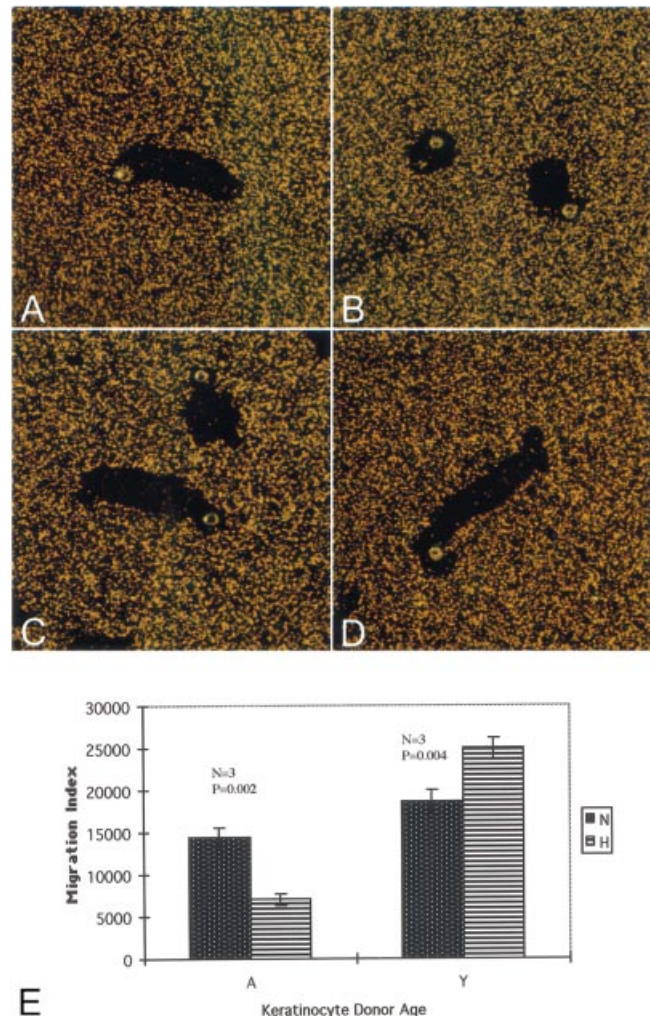 A
B
C
D
30000
25000
20000
15000
10000
5000
0
Migration Index
N=3
P=0.002
N=3
P=0.004
N
H
A
Y
Keratinocyte Donor Age
E